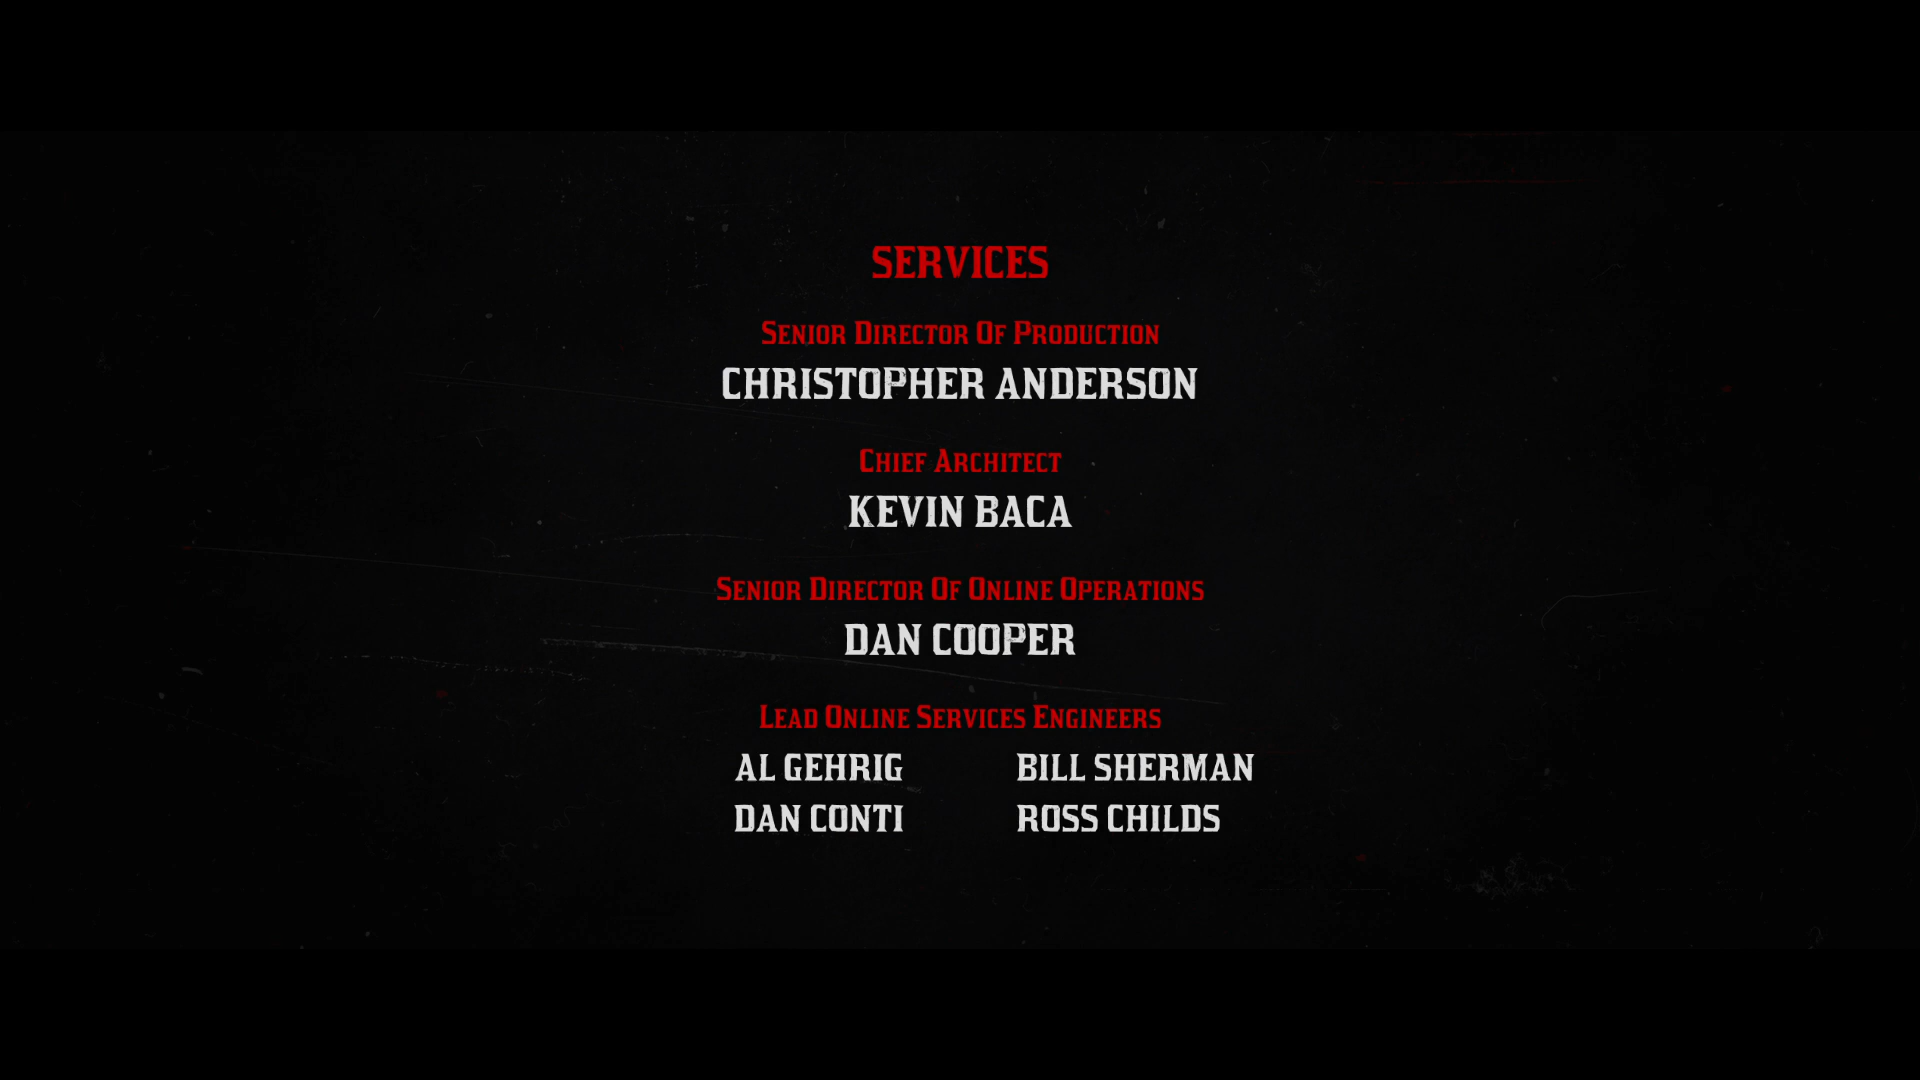 SERVICES
Senior Director Of Production
CHRISTOPHER ANDERSON
Chief Architect
KEVIN BACA
Senior Director Of Online Operations
DAN COOPER
Lead Online Services Engineers
AL GEHRIG BILL SHERMAN
DAN CONTI ROSS CHILDS